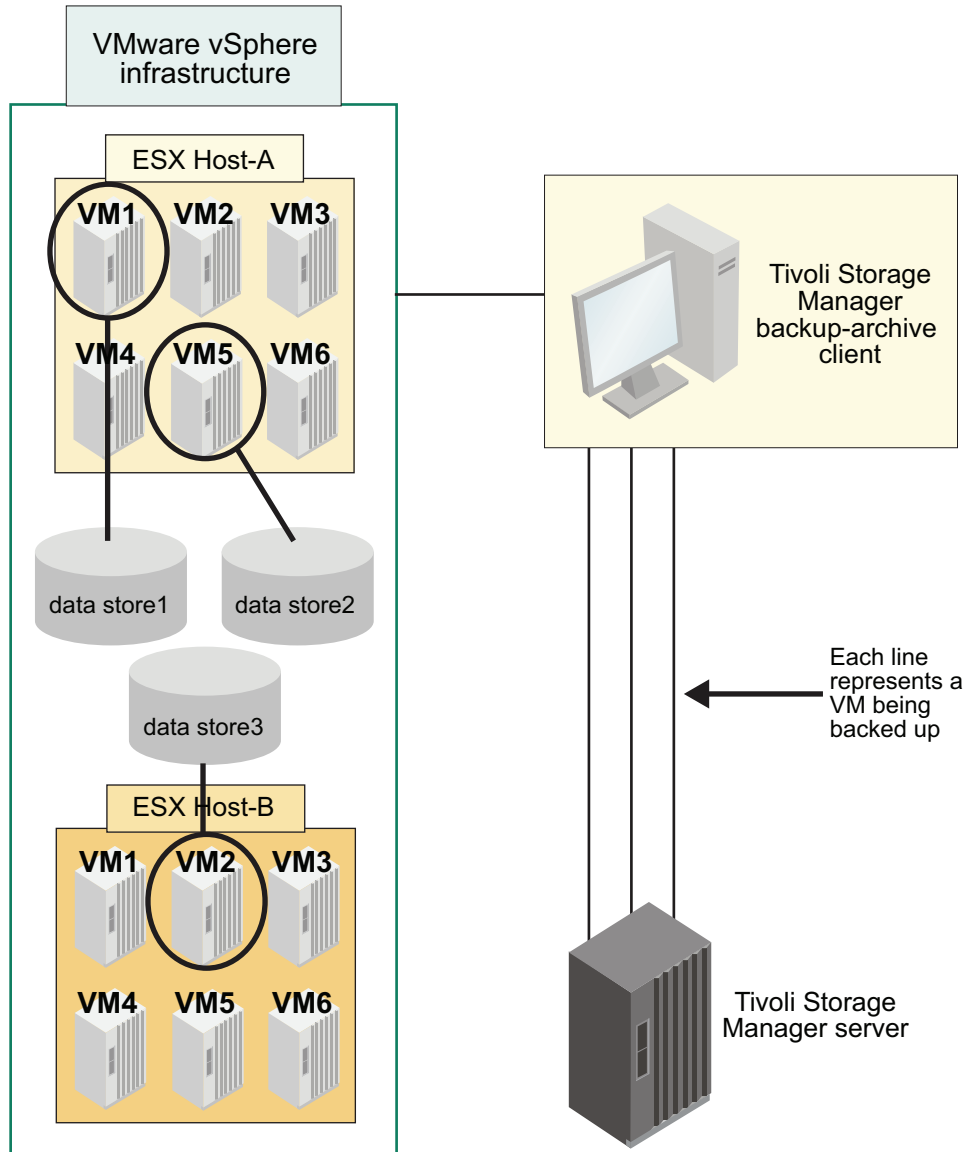 VMware vSphere
infrastructure
ESX Host-A
VM1 VM2 VM3
VM4 VM5 VM6
data store1 data store2
data store3
ESX Host-B
VM1 VM2 VM3
VM4 VM5 VM6
Tivoli Storage
Manager
backup-archive
client
Each line
represents a
VM being
backed up
Tivoli Storage
Manager server